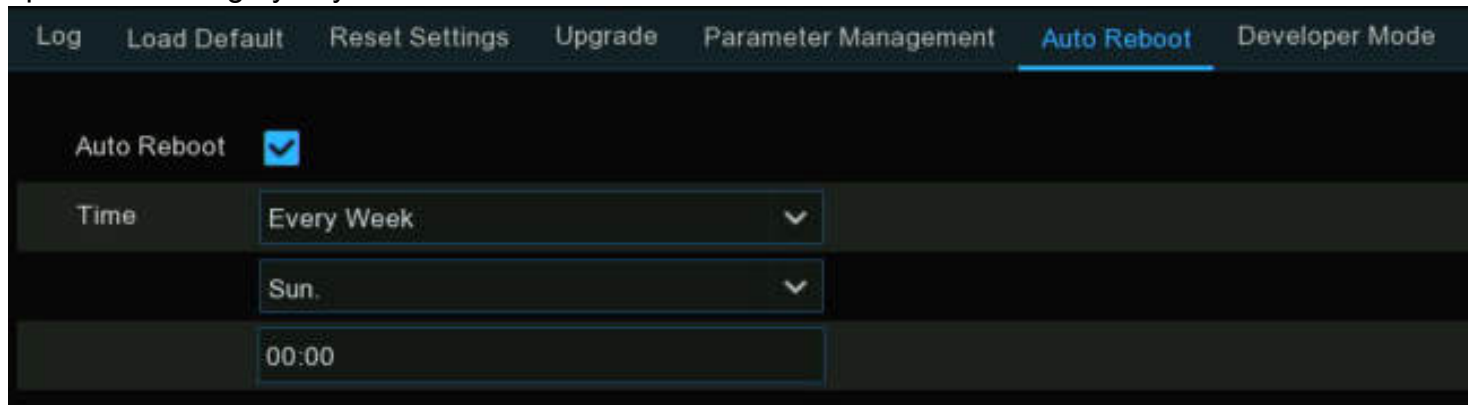 Log Load Default Reset Settings Upgrade Parameter Management Auto Reboot Developer Mode
Auto Reboot
Time Every Week
Sun.
00:00